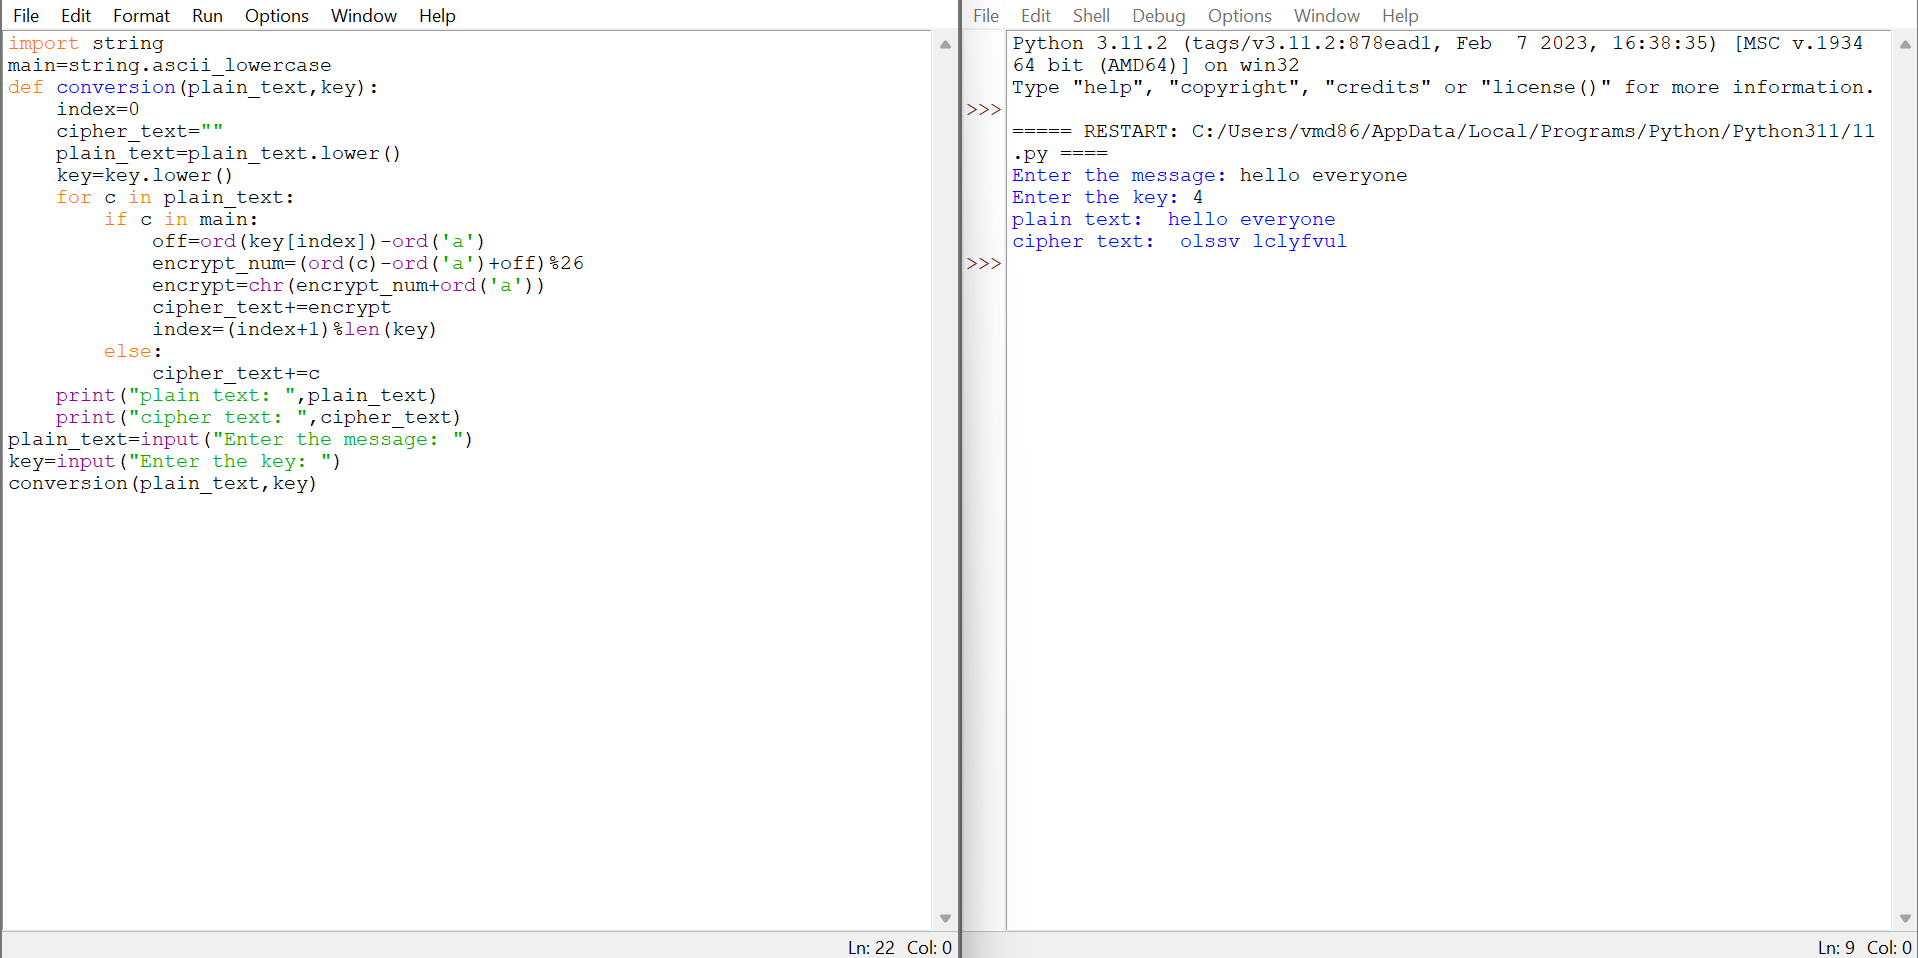 File Edit Format Run Options Window Help
import string
main=string.ascii_lowercase
def conversion(plain_text,key):
    index=0
    cipher_text=""
    plain_text=plain_text.lower()
    key=key.lower()
    for c in plain_text:
        if c in main:
            off=ord(key[index])-ord('a')
            encrypt_num=(ord(c)-ord('a')+off)%26
            encrypt=chr(encrypt_num+ord('a'))
            cipher_text+=encrypt
            index=(index+1)%len(key)
        else:
            cipher_text+=c
    print("plain text: ",plain_text)
    print("cipher text: ",cipher_text)
plain_text=input("Enter the message: ")
key=input("Enter the key: ")
conversion(plain_text,key)
Ln: 22 Col: 0
File Edit Shell Debug Options Window Help
Python 3.11.2 (tags/v3.11.2:878ead1, Feb  7 2023, 16:38:35) [MSC v.1934
64 bit (AMD64)] on win32
Type "help", "copyright", "credits" or "license()" for more information.
>>>
===== RESTART: C:/Users/vmd86/AppData/Local/Programs/Python/Python311/11
.py ====
Enter the message: hello everyone
Enter the key: 4
plain text:  hello everyone
cipher text:  olssv lclyfvul
>>>
Ln: 9 Col: 0